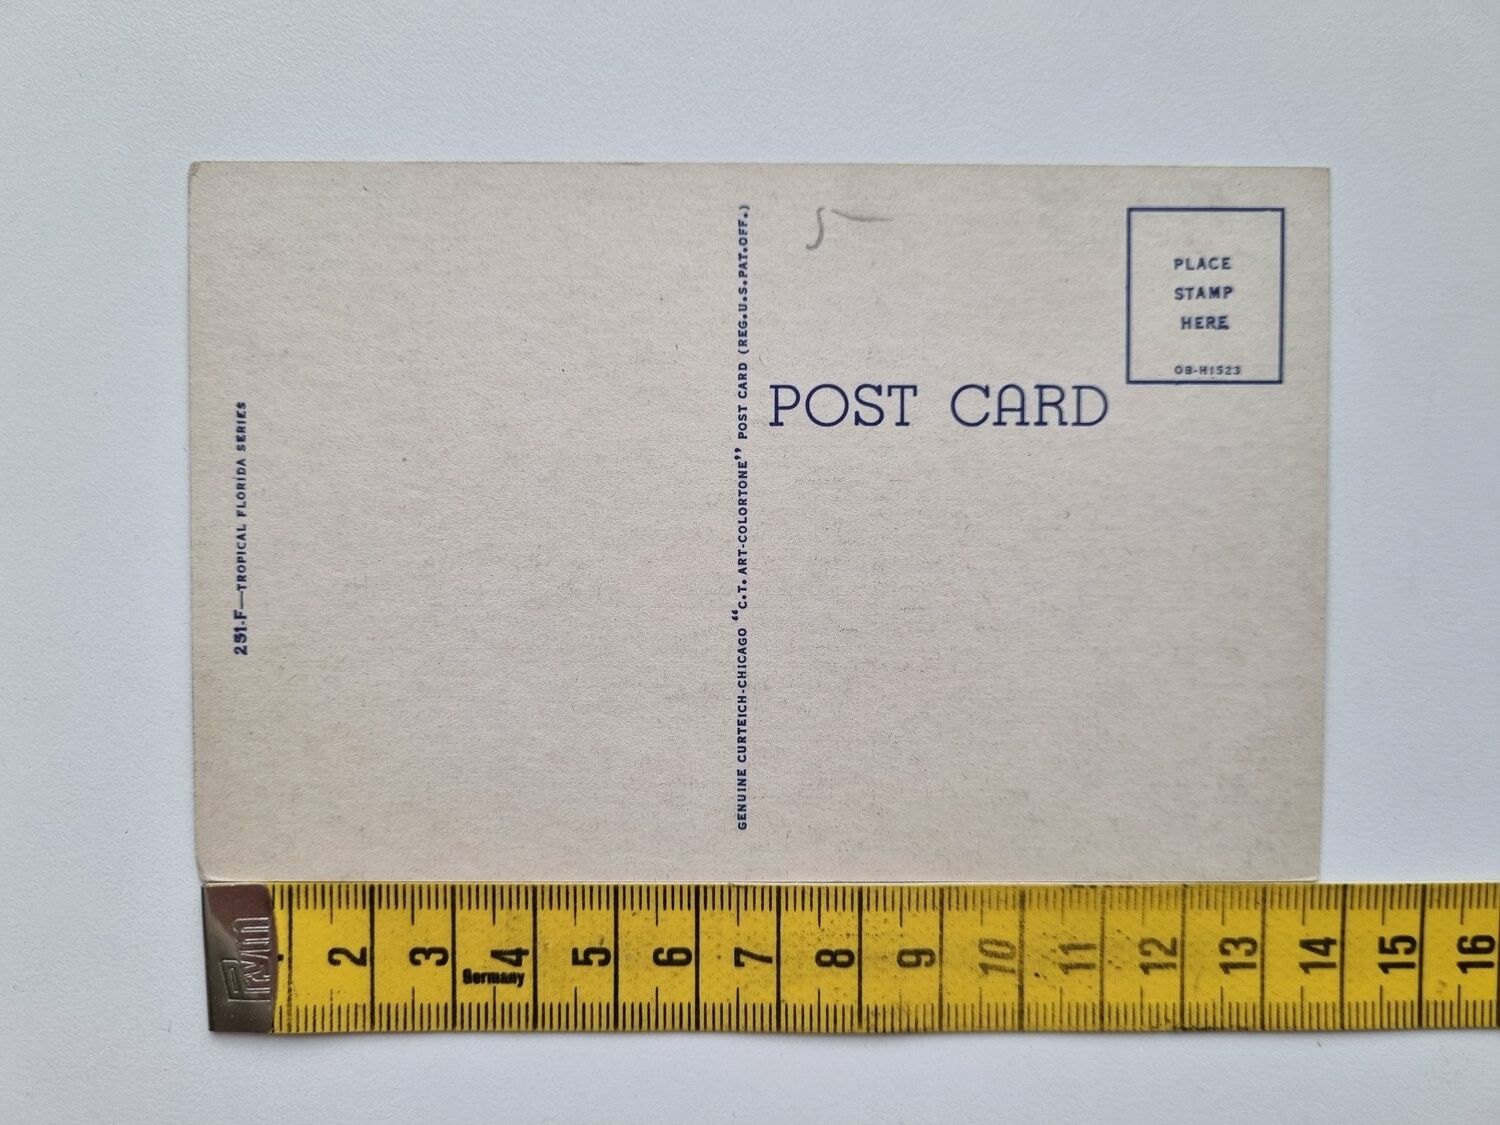 251-F—TROPICAL FLORIDA SERIES
GENUINE CURTEICH-CHICAGO “C.T. ART-COLORTONE” POST CARD (REG. U.S. PAT. OFF.)
5
PLACE
STAMP
HERE
OB-H1523
POST CARD
Prym
2 3 4 5 6 7 8 9 10 11 12 13 14 15 16
Germany